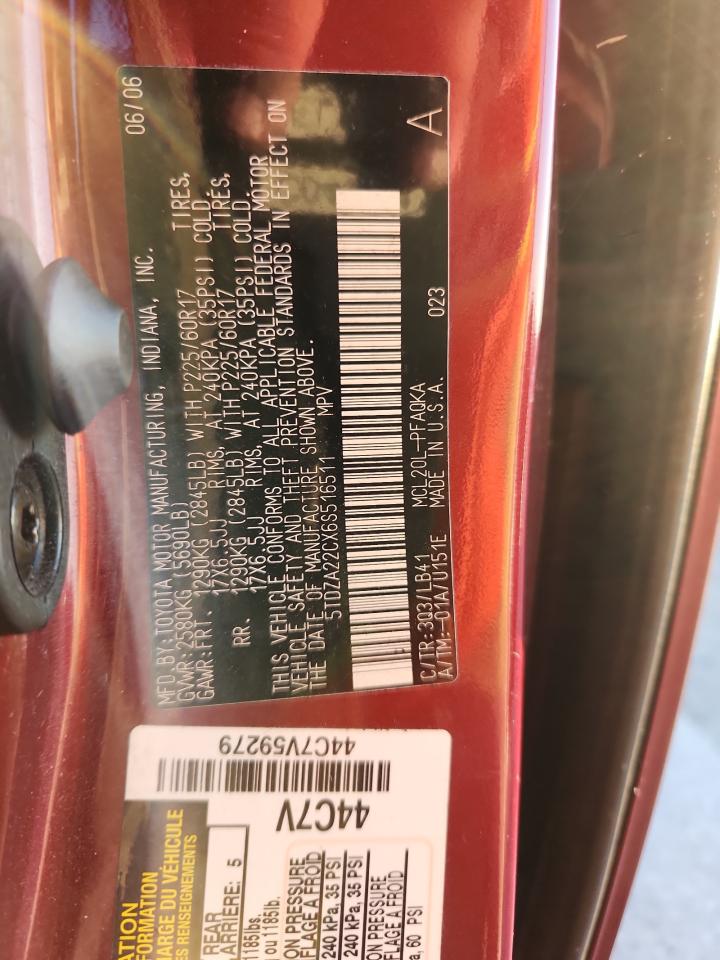 MFD.BY:TOYOTA MOTOR MANUFACTURING, INDIANA, INC. 06/06
GVWR:2580KG (5690LB)
GAWR:FRT. 1290KG (2845LB) WITH P225/60R17 TIRES,
17X6.5JJ RIMS, AT 240KPA (35PSI) COLD.
RR. 1290KG (2845LB) WITH P225/60R17 TIRES,
17X6.5JJ RIMS, AT 240KPA (35PSI) COLD.
THIS VEHICLE CONFORMS TO ALL APPLICABLE FEDERAL MOTOR
VEHICLE SAFETY AND THEFT PREVENTION STANDARDS IN EFFECT ON
THE DATE OF MANUFACTURE SHOWN ABOVE.
5TDZA22CX6S516511 MPV
A
C/TR:3Q3/LB41 MCL20L-PFAQKA 023
A/TM:-01A/U151E MADE IN U.S.A.
44C7V59279
44C7V
ATION
FORMATION
ARGE DU VÉHICULE
ES RENSEIGNEMENTS
REAR
ARRIÈRE: 5
1185lbs.
ou 1185lb.
ON PRESSURE
FLAGE A FROID
240 kPa, 35 PSI
240 kPa, 35 PSI
ON PRESSURE
FLAGE A FROID
a, 60 PSI